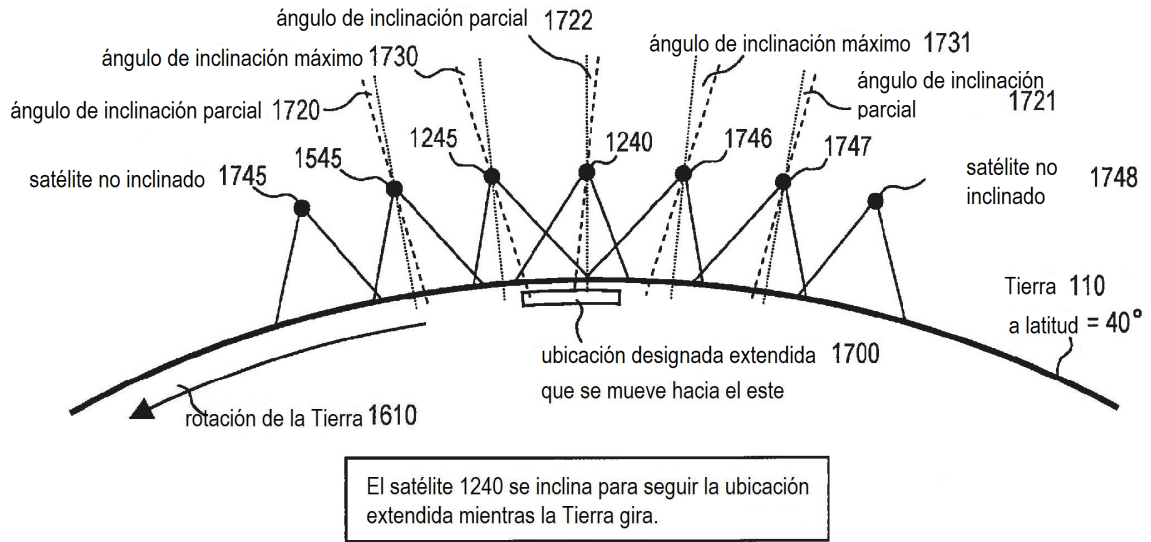 ángulo de inclinación parcial 1722
ángulo de inclinación máximo 1730
ángulo de inclinación máximo 1731
ángulo de inclinación parcial 1720
ángulo de inclinación
parcial 1721
satélite no inclinado 1745
1545
1245
1240
1746
1747
satélite no
inclinado 1748
Tierra 110
a latitud = 40°
ubicación designada extendida 1700
que se mueve hacia el este
rotación de la Tierra 1610
El satélite 1240 se inclina para seguir la ubicación
extendida mientras la Tierra gira.